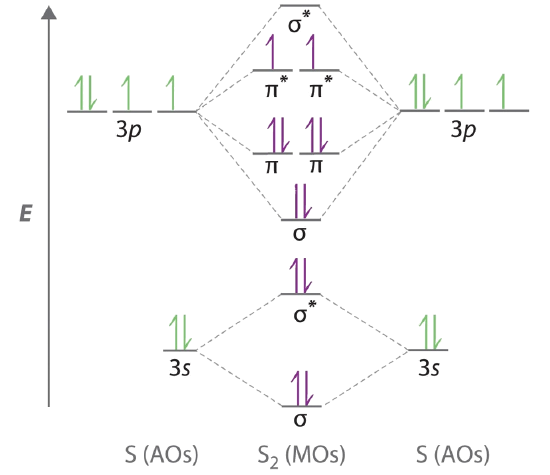 σ*
π* π*
3p 3p
π π
σ
E
σ*
3s 3s
σ
S (AOs) S₂ (MOs) S (AOs)